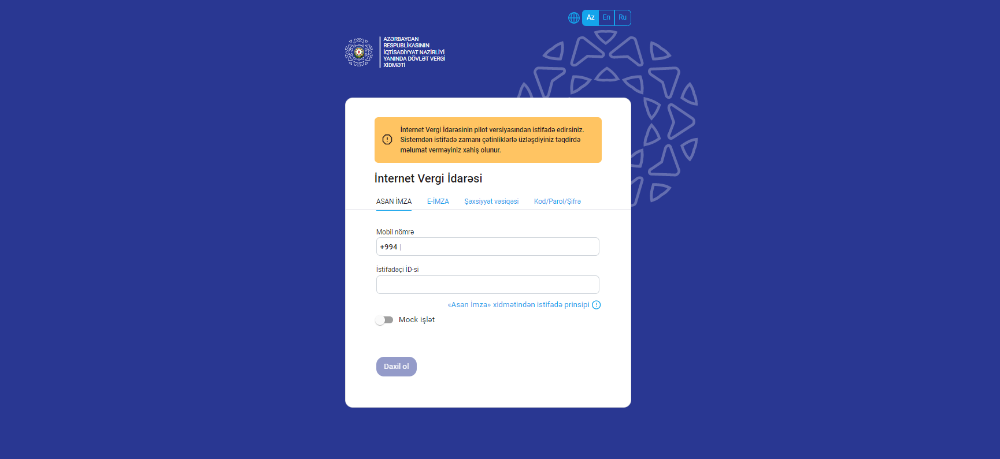 Az En Ru
AZƏRBAYCAN
RESPUBLİKASININ
İQTİSADİYYAT NAZİRLİYİ
YANINDA DÖVLƏT VERGİ
XİDMƏTİ
İnternet Vergi İdarəsinin pilot versiyasından istifadə edirsiniz.
Sistemdən istifadə zamanı çətinliklərlə üzləşdiyiniz təqdirdə
məlumat verməyiniz xahiş olunur.
İnternet Vergi İdarəsi
ASAN İMZA E-İMZA Şəxsiyyət vəsiqəsi Kod/Parol/Şifrə
Mobil nömrə
+994
İstifadəçi İD-si
«Asan İmza» xidmətindən istifadə prinsipi
Mock işlət
Daxil ol